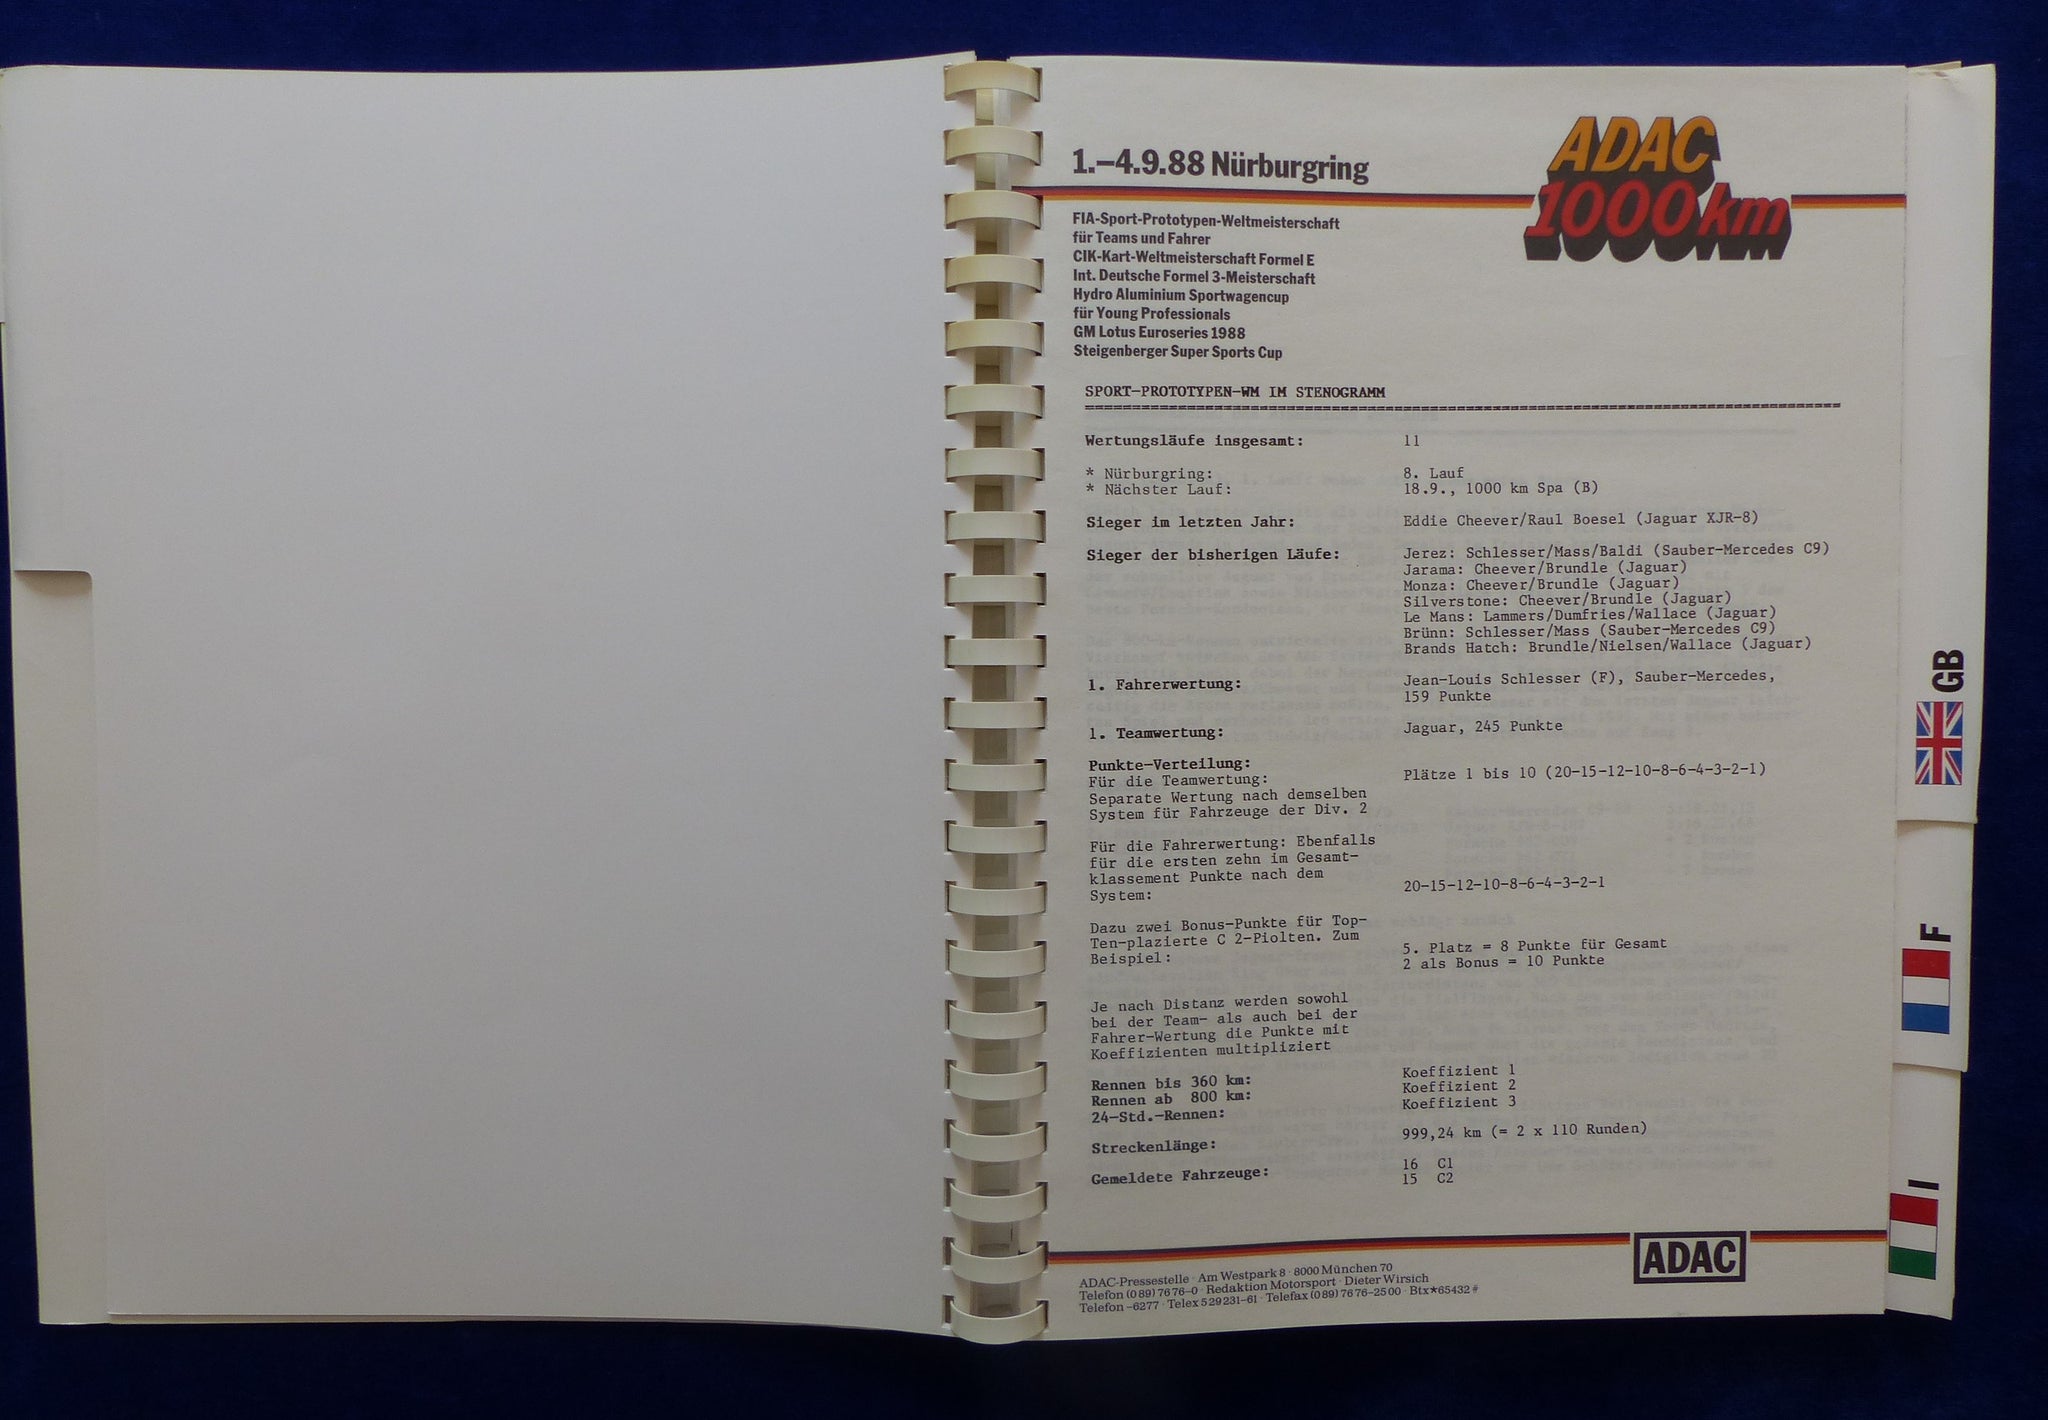 1.–4.9.88 Nürburgring
ADAC
1000 km
FIA-Sport-Prototypen-Weltmeisterschaft
für Teams und Fahrer
CIK-Kart-Weltmeisterschaft Formel E
Int. Deutsche Formel 3-Meisterschaft
Hydro Aluminium Sportwagencup
für Young Professionals
GM Lotus Euroseries 1988
Steigenberger Super Sports Cup
SPORT-PROTOTYPEN-WM IM STENOGRAMM
Wertungsläufe insgesamt: 11
* Nürburgring: 8. Lauf
* Nächster Lauf: 18.9., 1000 km Spa (B)
Sieger im letzten Jahr: Eddie Cheever/Raul Boesel (Jaguar XJR-8)
Sieger der bisherigen Läufe: Jerez: Schlesser/Mass/Baldi (Sauber-Mercedes C9)
Jarama: Cheever/Brundle (Jaguar)
Monza: Cheever/Brundle (Jaguar)
Silverstone: Cheever/Brundle (Jaguar)
Le Mans: Lammers/Dumfries/Wallace (Jaguar)
Brünn: Schlesser/Mass (Sauber-Mercedes C9)
Brands Hatch: Brundle/Nielsen/Wallace (Jaguar)
1. Fahrerwertung: Jean-Louis Schlesser (F), Sauber-Mercedes,
159 Punkte
1. Teamwertung: Jaguar, 245 Punkte
Punkte-Verteilung:
Für die Teamwertung: Plätze 1 bis 10 (20-15-12-10-8-6-4-3-2-1)
Separate Wertung nach demselben
System für Fahrzeuge der Div. 2
Für die Fahrerwertung: Ebenfalls
für die ersten zehn im Gesamt-
klassement Punkte nach dem
System: 20-15-12-10-8-6-4-3-2-1
Dazu zwei Bonus-Punkte für Top-
Ten-plazierte C 2-Piolten. Zum
Beispiel: 5. Platz = 8 Punkte für Gesamt
2 als Bonus = 10 Punkte
Je nach Distanz werden sowohl
bei der Team- als auch bei der
Fahrer-Wertung die Punkte mit
Koeffizienten multipliziert
Rennen bis 360 km: Koeffizient 1
Rennen ab 800 km: Koeffizient 2
24-Std.-Rennen: Koeffizient 3
Streckenlänge: 999,24 km (= 2 x 110 Runden)
Gemeldete Fahrzeuge: 16 C1
15 C2
ADAC
ADAC-Pressestelle · Am Westpark 8 · 8000 München 70
Telefon (0 89) 76 76-0 · Redaktion Motorsport · Dieter Wirsich
Telefon -6277 · Telex 5 29 231-61 · Telefax (0 89) 76 76-25 00 · Btx*65432#
GB
F
I